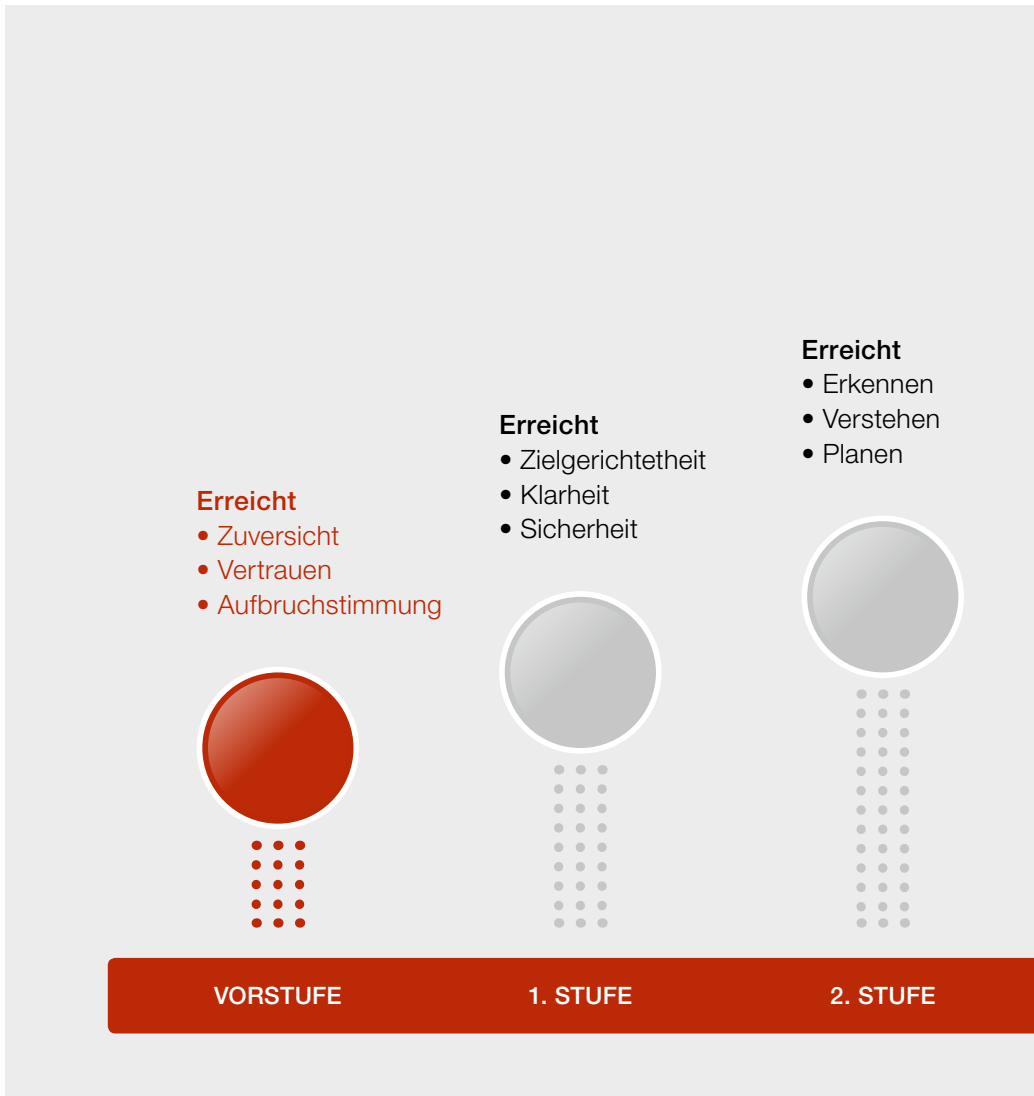 Erreicht
• Zuversicht
• Vertrauen
• Aufbruchstimmung
Erreicht
• Zielgerichtetheit
• Klarheit
• Sicherheit
Erreicht
• Erkennen
• Verstehen
• Planen
VORSTUFE
1. STUFE
2. STUFE